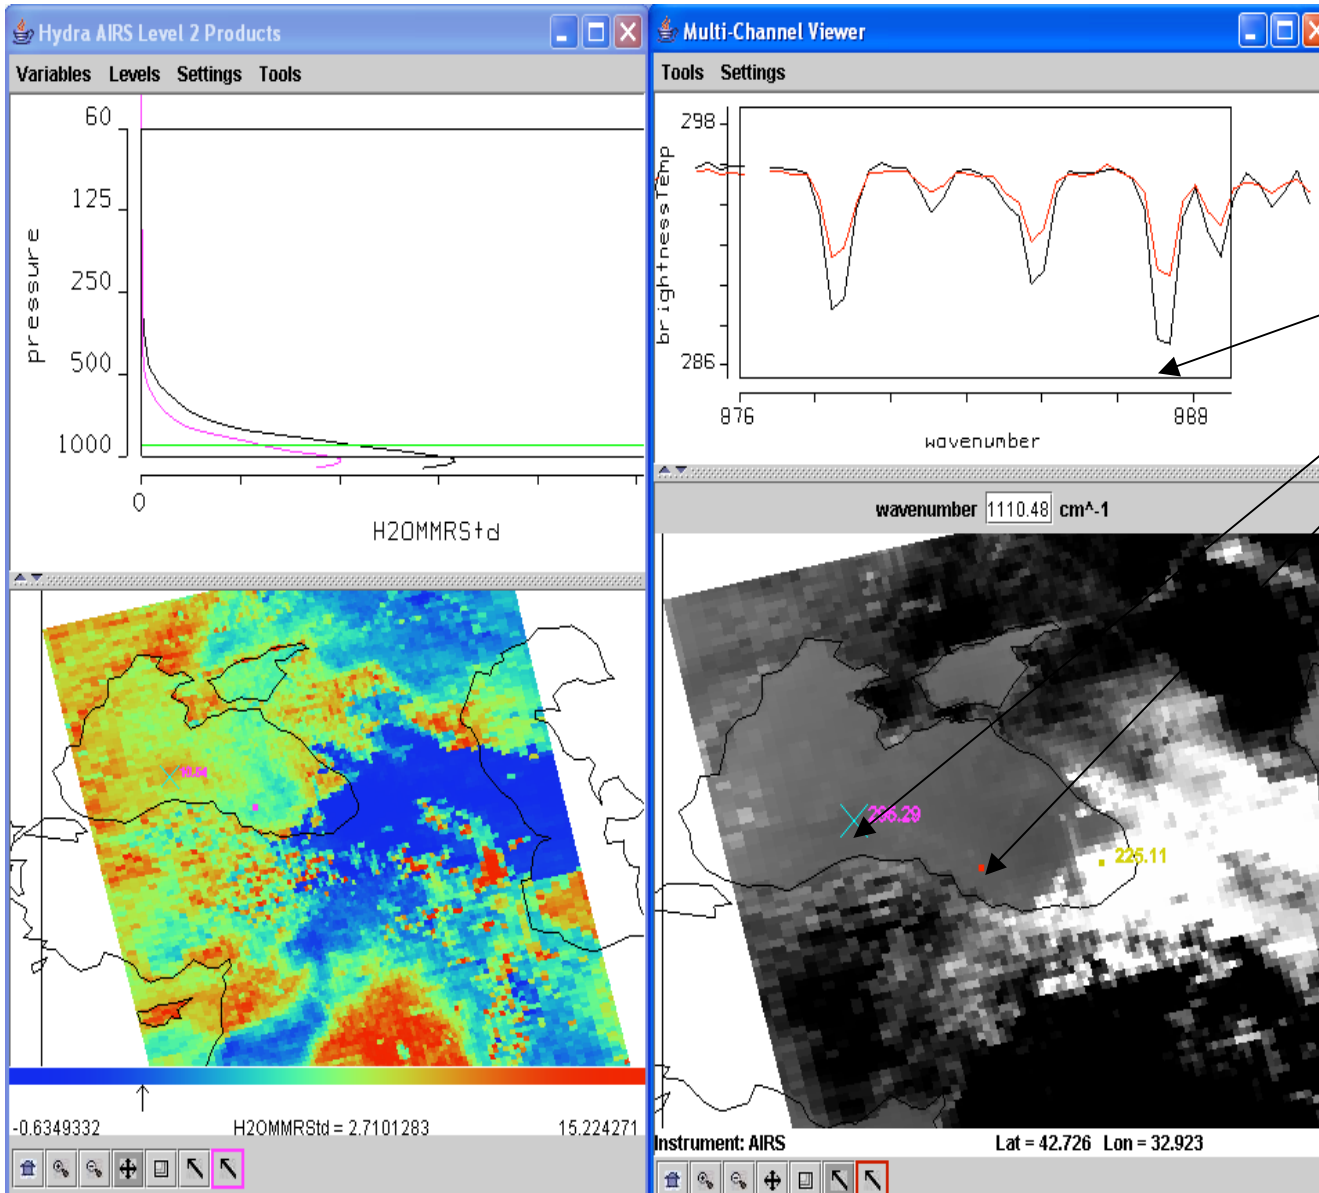 Hydra AIRS Level 2 Products
Variables Levels Settings Tools
60
125
250
500
1000
pressure
0
H2OMMRStd
-0.6349332 H2OMMRStd = 2.7101283 15.224271
Multi-Channel Viewer
Tools Settings
298
286
brightnessTemp
876 888
wavenumber
wavenumber 1110.48 cm^-1
225.11
Instrument: AIRS Lat = 42.726 Lon = 32.923